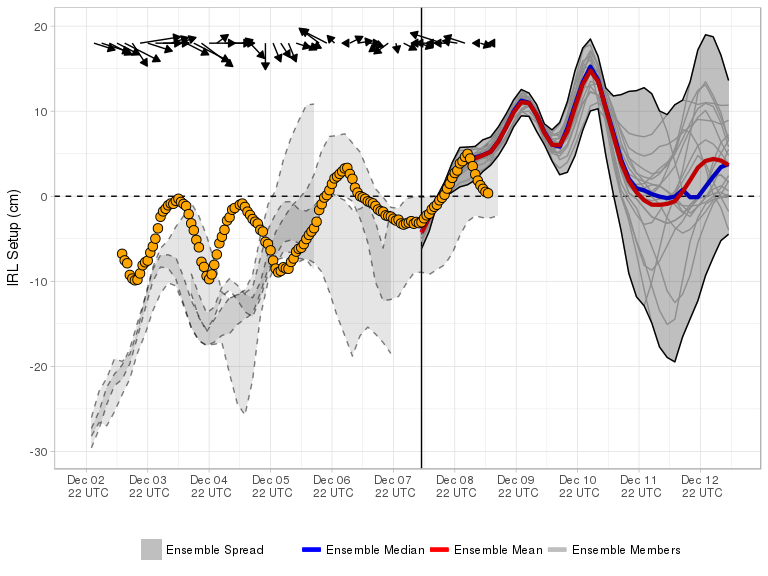 20
10
0
-10
-20
-30
IRL Setup (cm)
Dec 02 Dec 03 Dec 04 Dec 05 Dec 06 Dec 07 Dec 08 Dec 09 Dec 10 Dec 11 Dec 12
22 UTC 22 UTC 22 UTC 22 UTC 22 UTC 22 UTC 22 UTC 22 UTC 22 UTC 22 UTC 22 UTC
Ensemble Spread Ensemble Median Ensemble Mean Ensemble Members